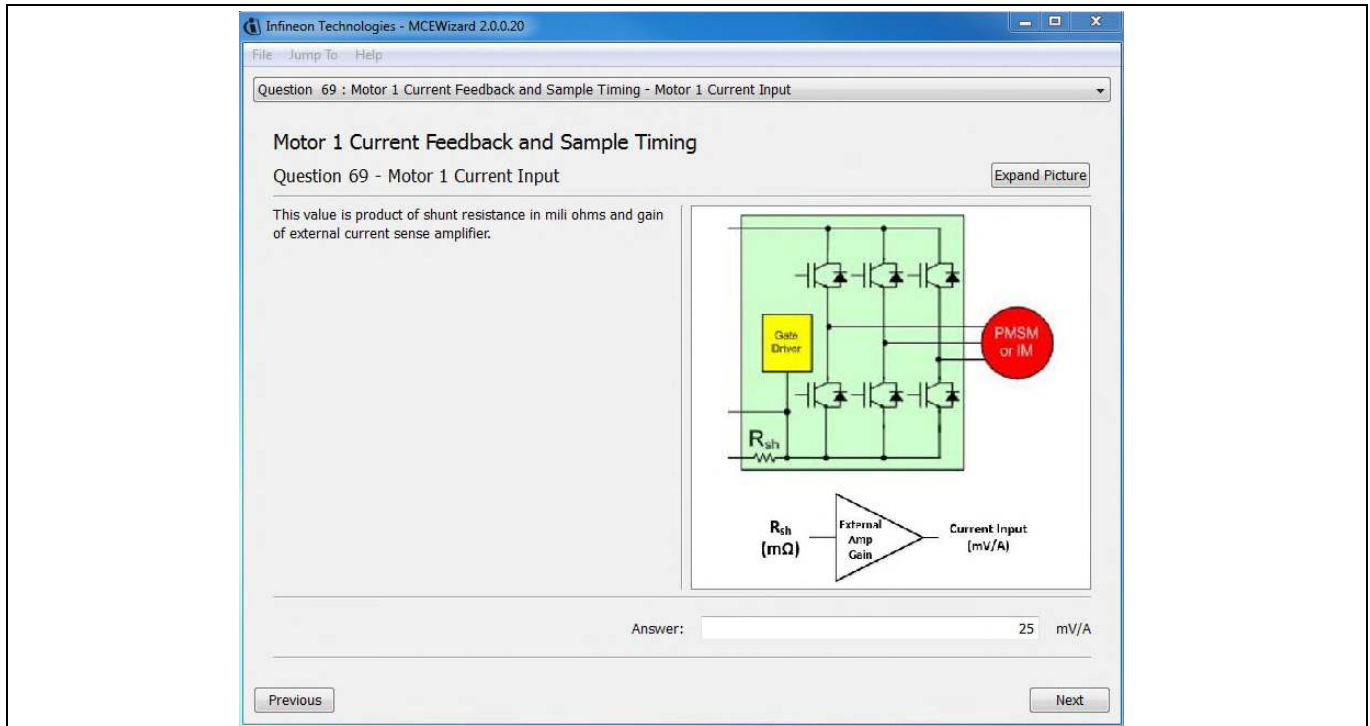 Infineon Technologies - MCEWizard 2.0.0.20
File Jump To Help
Question 69 : Motor 1 Current Feedback and Sample Timing - Motor 1 Current Input
Motor 1 Current Feedback and Sample Timing
Question 69 - Motor 1 Current Input
Expand Picture
This value is product of shunt resistance in mili ohms and gain
of external current sense amplifier.
Gate
Driver
PMSM
or IM
Rsh
Rsh
(mΩ)
External
Amp
Gain
Current Input
(mV/A)
Answer: 25 mV/A
Previous Next